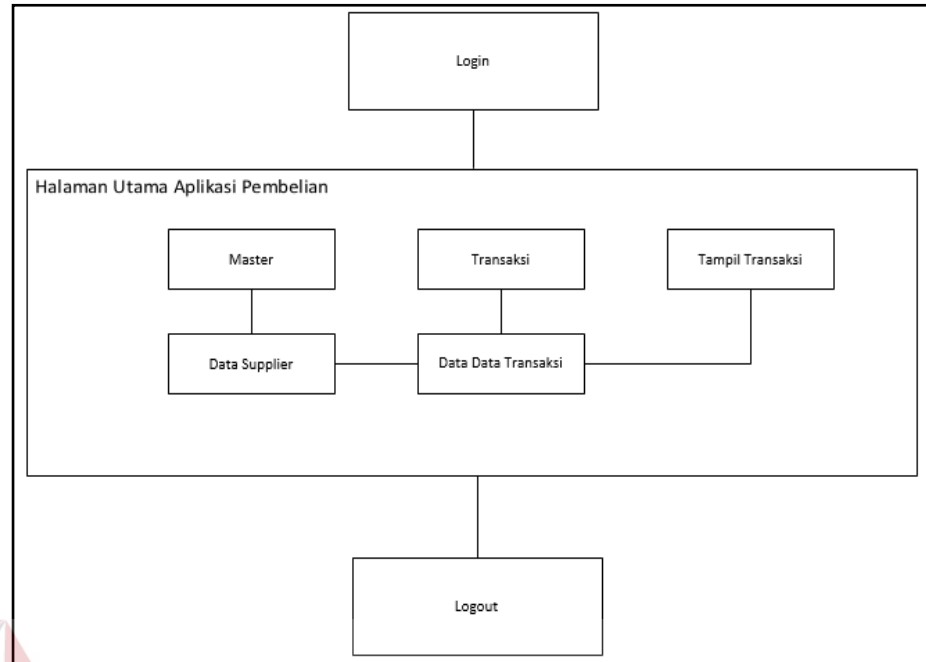 Login
Halaman Utama Aplikasi Pembelian
Master
Transaksi
Tampil Transaksi
Data Supplier
Data Data Transaksi
Logout